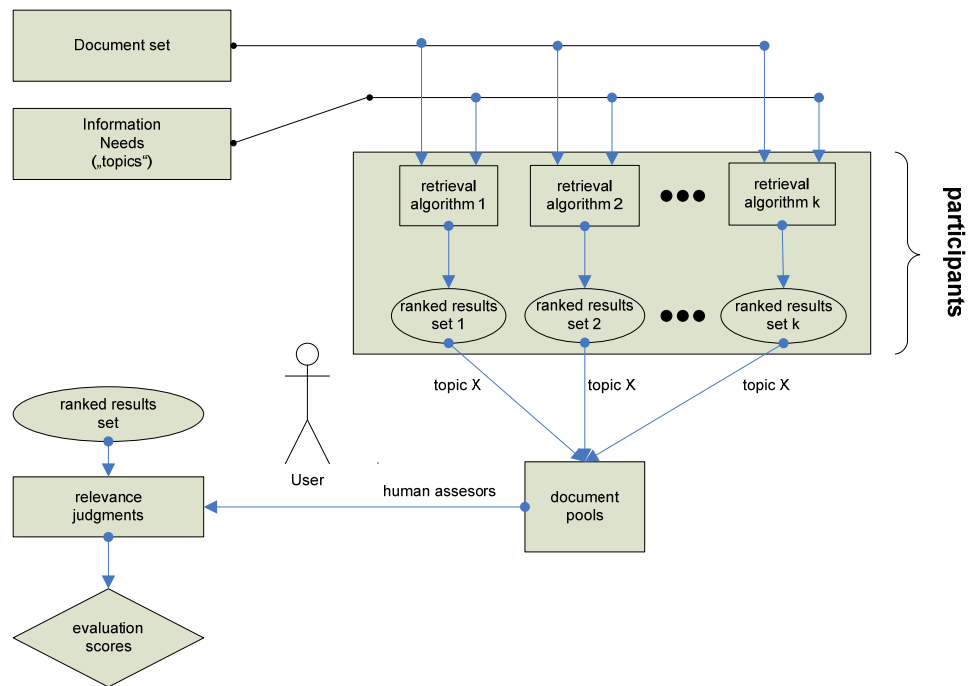 Document set
Information
Needs
(„topics“)
retrieval
algorithm 1
retrieval
algorithm 2
retrieval
algorithm k
participants
ranked results
set 1
ranked results
set 2
ranked results
set k
topic X
topic X
topic X
ranked results
set
User
relevance
judgments
human assesors
document
pools
evaluation
scores